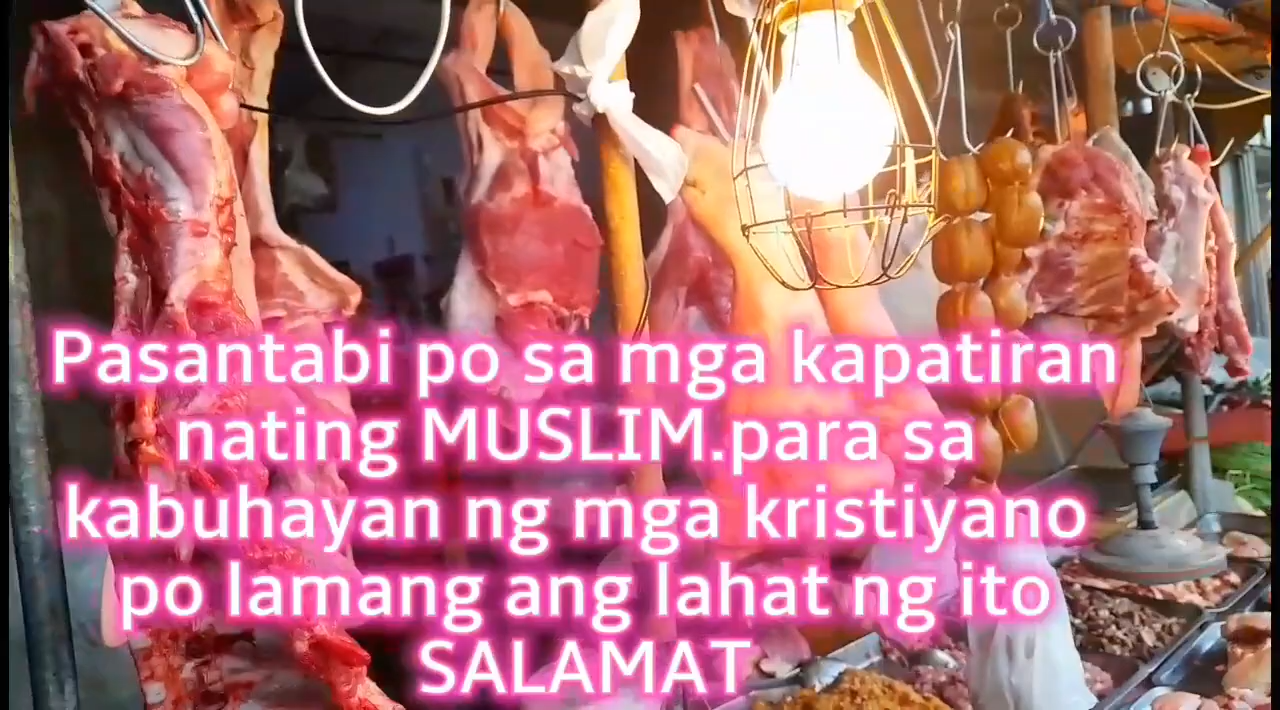 Pasantabi po sa mga kapatiran
nating MUSLIM.para sa
kabuhayan ng mga kristiyano
po lamang ang lahat ng ito
SALAMAT